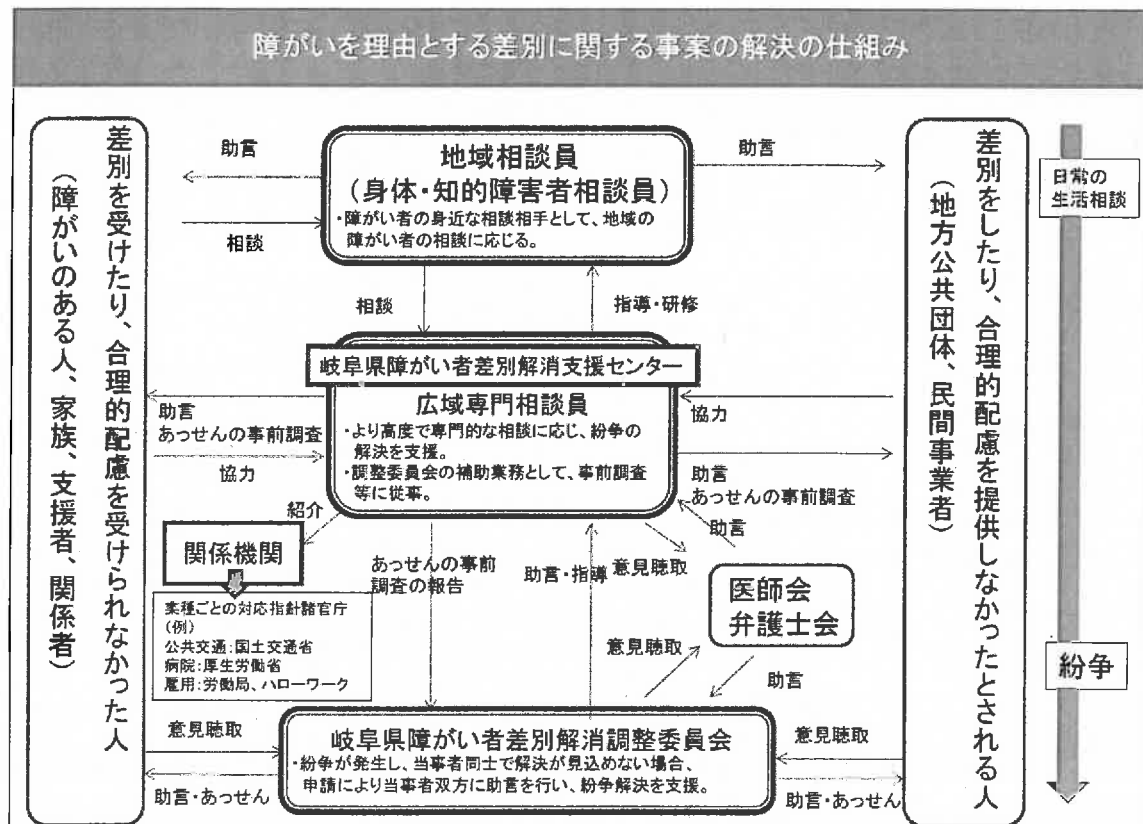 障がいを理由とする差別に関する事案の解決の仕組み
差別を受けたり、合理的配慮を受けられなかった人
(障がいのある人、家族、支援者、関係者)
助言
相談
地域相談員
(身体・知的障害者相談員)
・障がい者の身近な相談相手として、地域の
障がい者の相談に応じる。
助言
差別をしたり、合理的配慮を提供しなかったとされる人
(地方公共団体、民間事業者)
日常の
生活相談
相談
指導・研修
岐阜県障がい者差別解消支援センター
広域専門相談員
・より高度で専門的な相談に応じ、紛争の
解決を支援。
・調整委員会の補助業務として、事前調査
等に従事。
助言
あっせんの事前調査
協力
協力
助言
あっせんの事前調査
紹介
関係機関
業種ごとの対応指針諸官庁
(例)
公共交通:国土交通省
病院:厚生労働省
雇用:労働局、ハローワーク
あっせんの事前
調査の報告
助言・指導
意見聴取
助言
医師会
弁護士会
意見聴取
助言
紛争
意見聴取
助言・あっせん
岐阜県障がい者差別解消調整委員会
・紛争が発生し、当事者同士で解決が見込めない場合、
申請により当事者双方に助言を行い、紛争解決を支援。
意見聴取
助言・あっせん